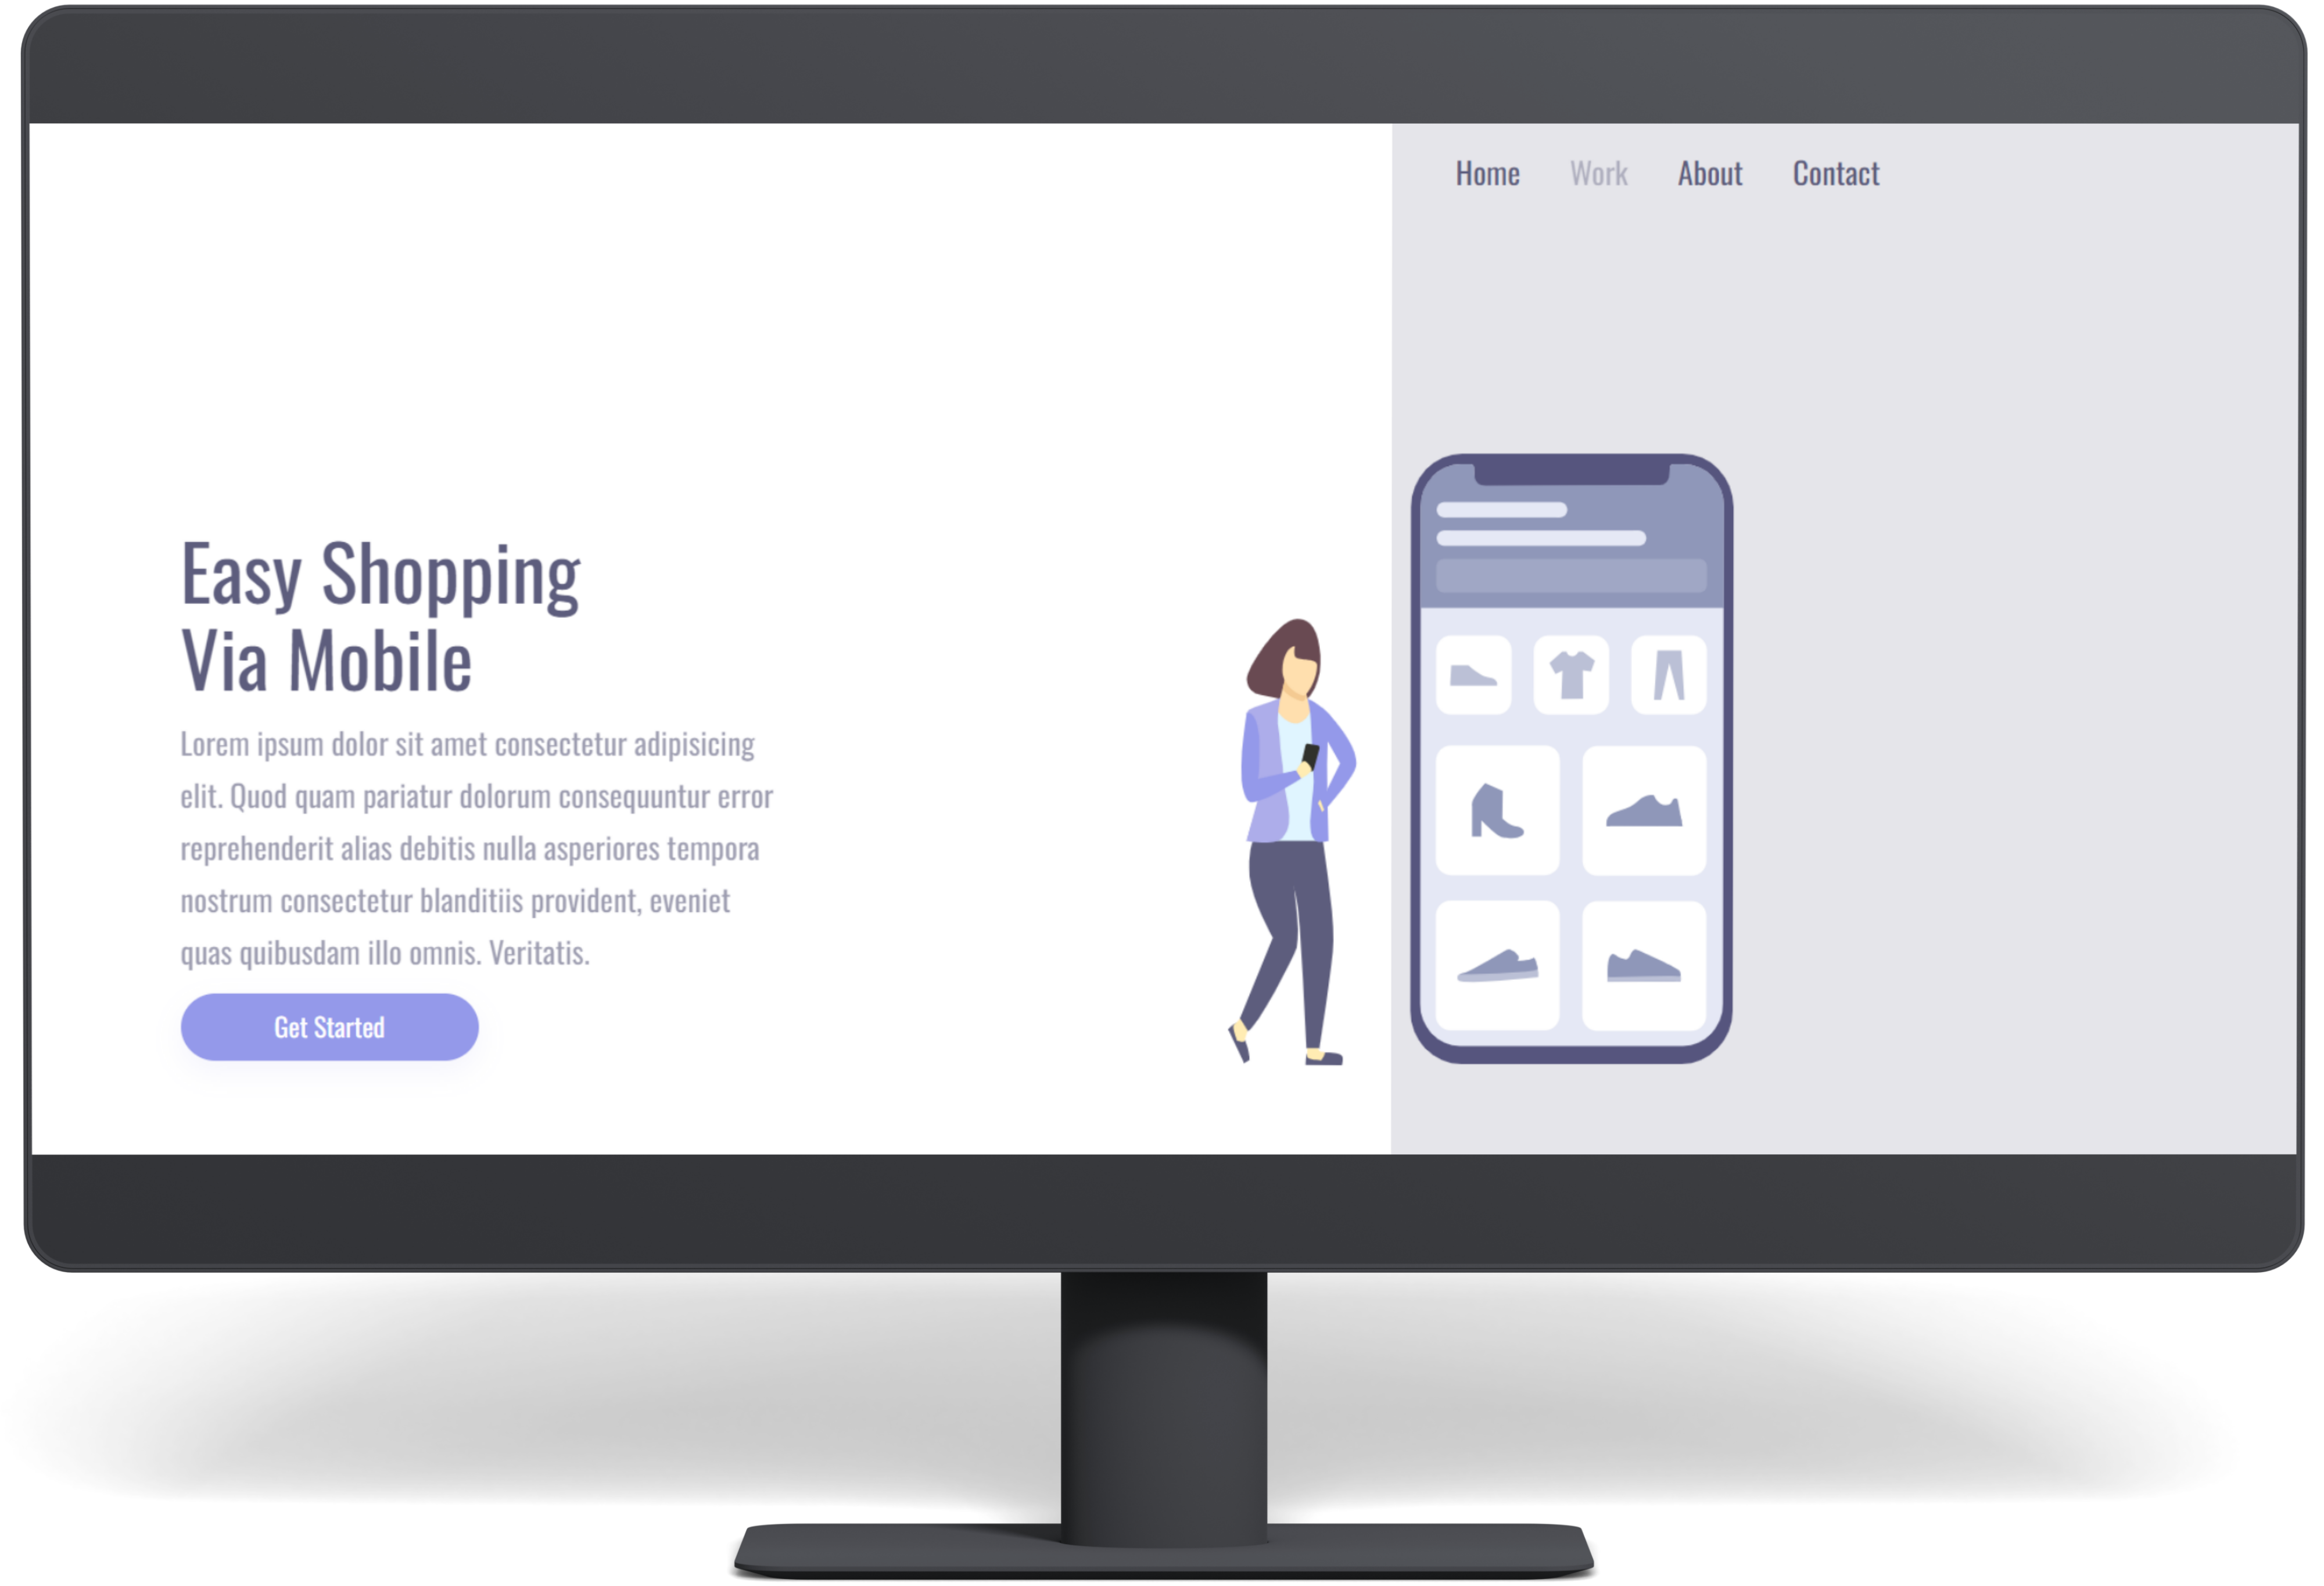 Home Work About Contact
Easy Shopping
Via Mobile
Lorem ipsum dolor sit amet consectetur adipisicing
elit. Quod quam pariatur dolorum consequuntur error
reprehenderit alias debitis nulla asperiores tempora
nostrum consectetur blanditiis provident, eveniet
quas quibusdam illo omnis. Veritatis.
Get Started